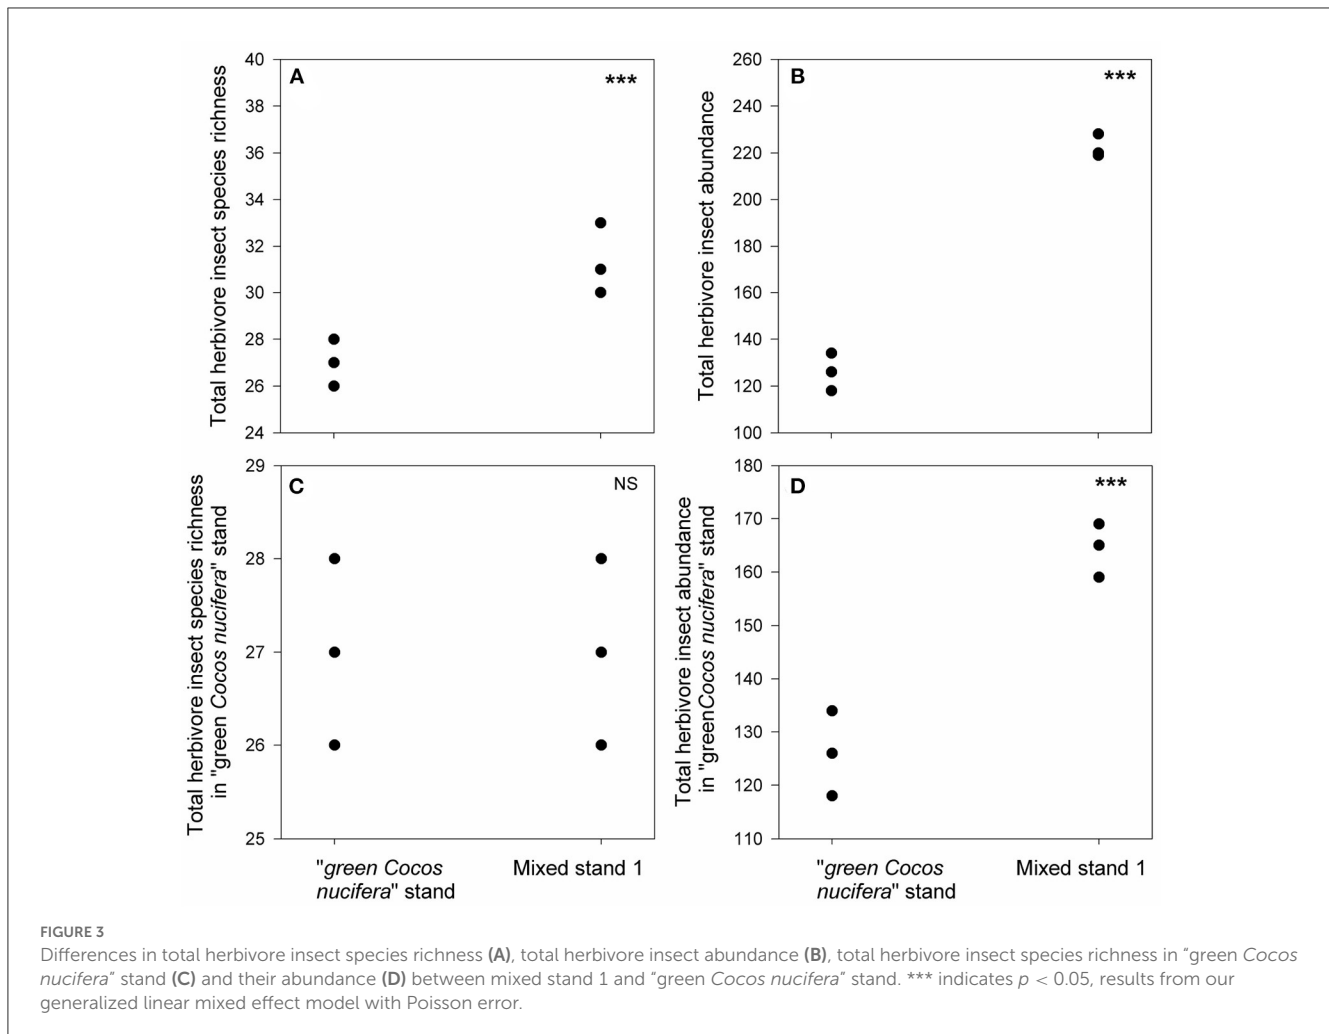 Total herbivore insect species richness
40
38
36
34
32
30
28
26
24
A
***
Total herbivore insect abundance
260
240
220
200
180
160
140
120
100
B
***
Total herbivore insect species richness
in "green Cocos nucifera" stand
29
28
27
26
25
C
NS
"green Cocos
nucifera" stand
Mixed stand 1
Total herbivore insect abundance
in "greenCocos nucifera" stand
180
170
160
150
140
130
120
110
D
***
"green Cocos
nucifera" stand
Mixed stand 1
FIGURE 3
Differences in total herbivore insect species richness (A), total herbivore insect abundance (B), total herbivore insect species richness in “green Cocos
nucifera” stand (C) and their abundance (D) between mixed stand 1 and “green Cocos nucifera” stand. *** indicates p < 0.05, results from our
generalized linear mixed effect model with Poisson error.